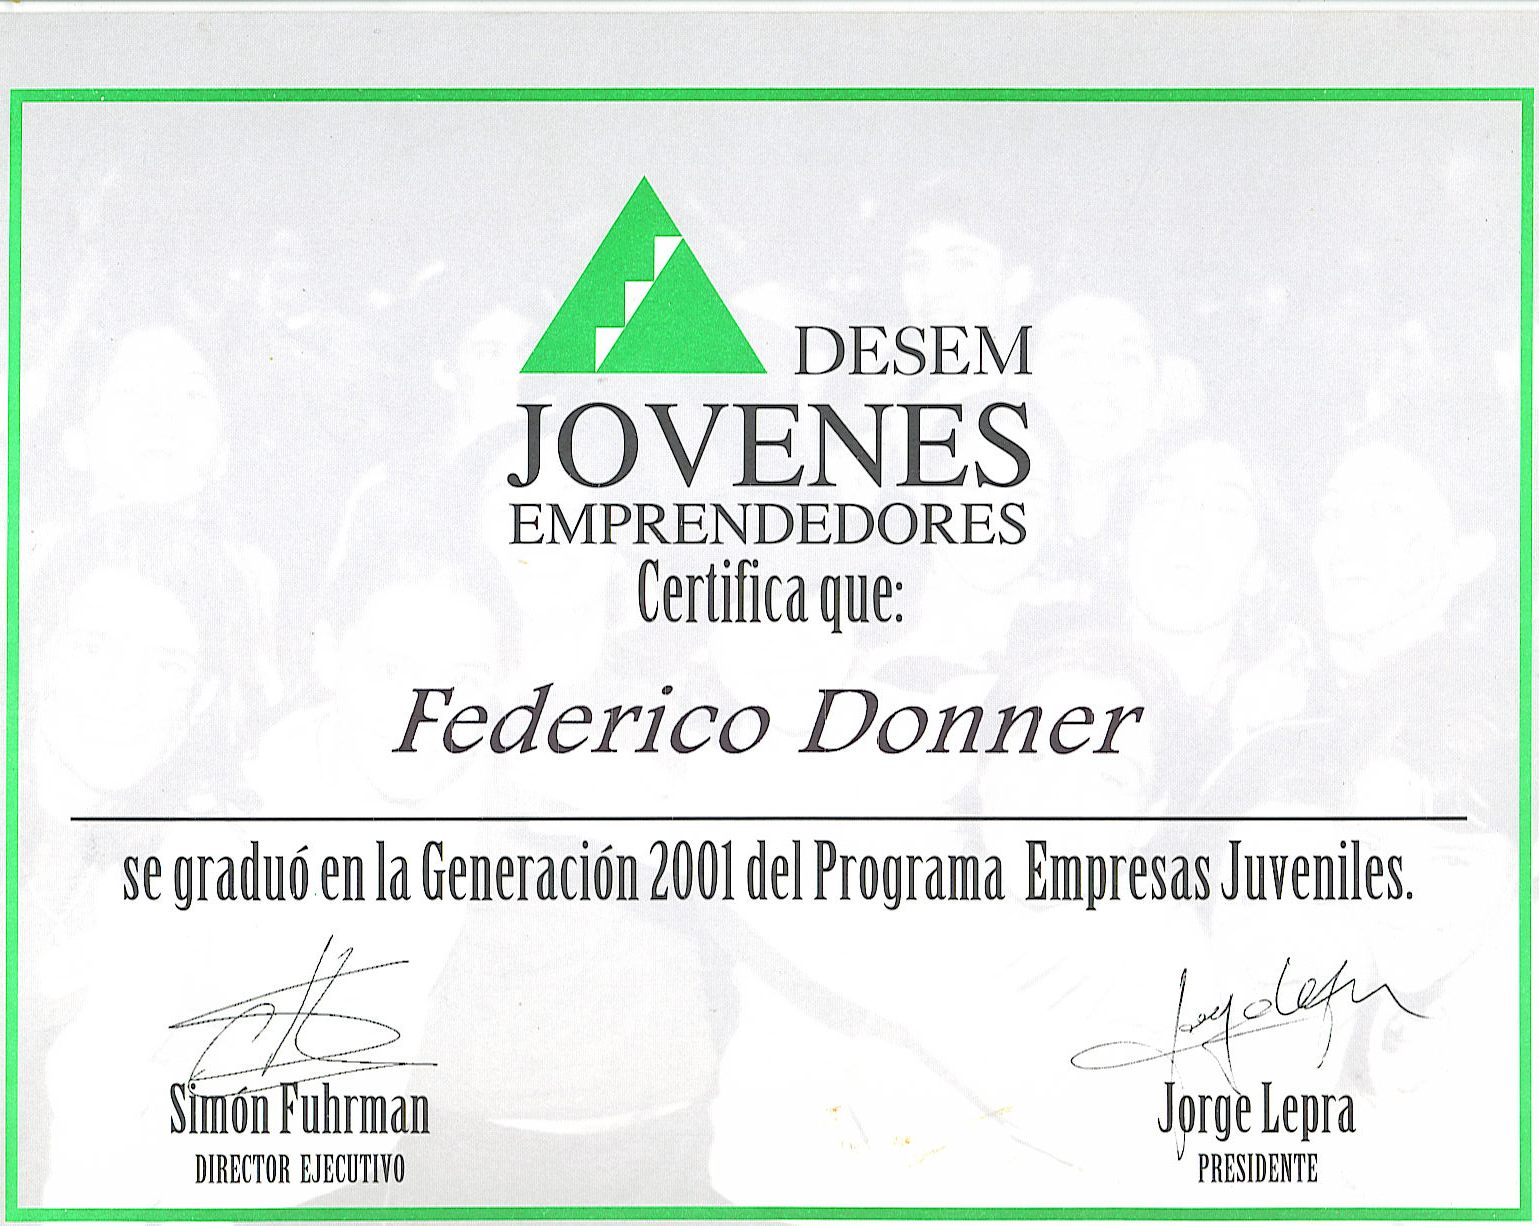 DESEM
JOVENES
EMPRENDEDORES
Certifica que:
Federico Donner
se graduó en la Generación 2001 del Programa Empresas Juveniles.
Simón Fuhrman
DIRECTOR EJECUTIVO
Jorge Lepra
PRESIDENTE